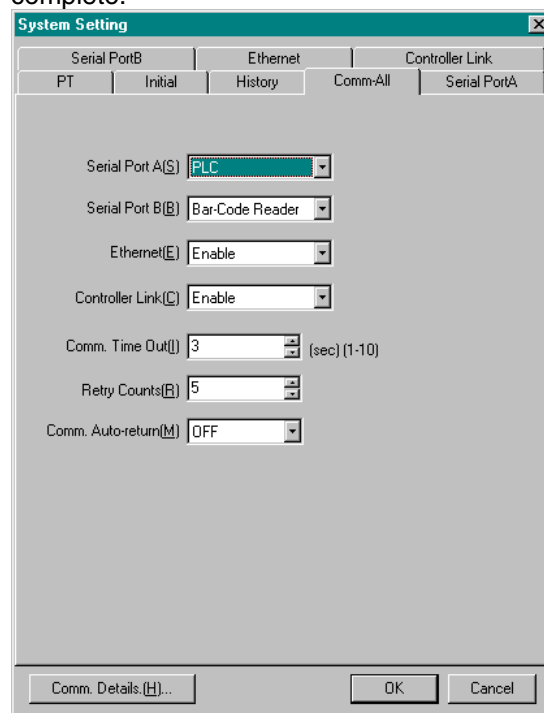 complete.
System Setting
Serial PortB Ethernet Controller Link
PT Initial History Comm-All Serial PortA
Serial Port A(S) PLC
Serial Port B(B) Bar-Code Reader
Ethernet(E) Enable
Controller Link(C) Enable
Comm. Time Out(I) 3 (sec) (1-10)
Retry Counts(R) 5
Comm. Auto-return(M) OFF
Comm. Details.(H)... OK Cancel